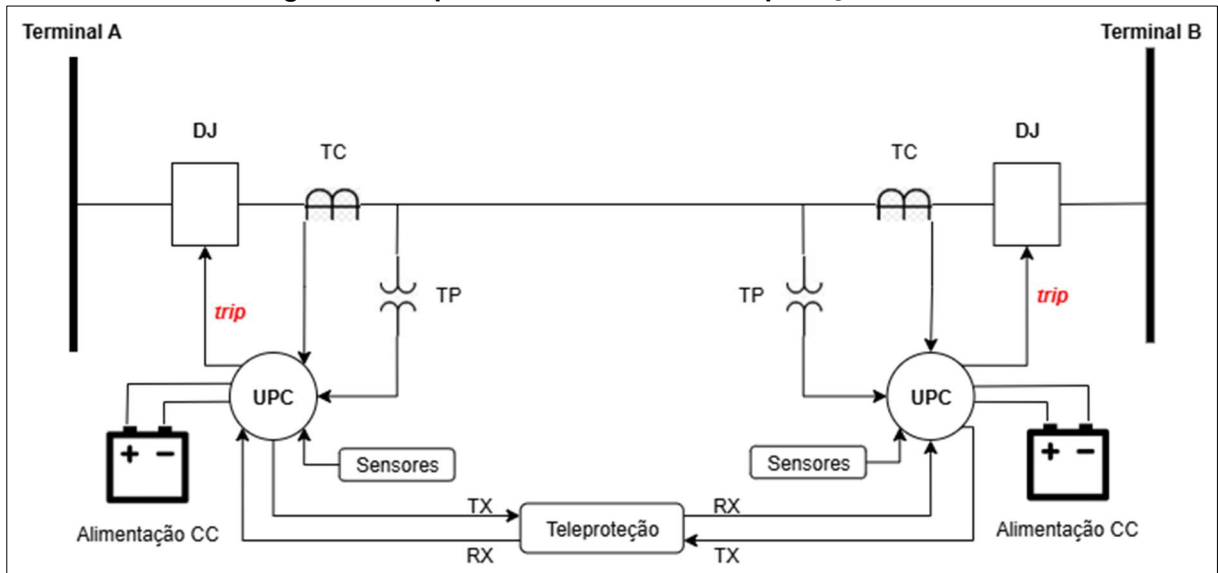 Terminal A
Terminal B
DJ
DJ
TC
TC
TP
TP
trip
trip
UPC
UPC
+ −
+ −
Sensores
Sensores
TX
RX
Teleproteção
Alimentação CC
Alimentação CC
RX
TX